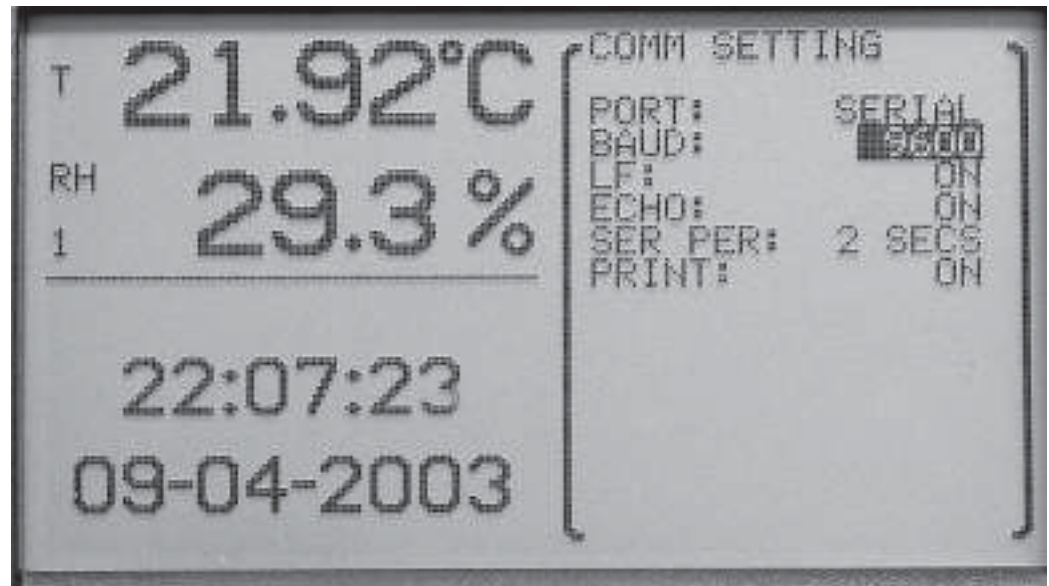 T 21.92°C
RH 29.3 %
1
22:07:23
09-04-2003
COMM SETTING
PORT: SERIAL
BAUD: 9600
LF: ON
ECHO: ON
SER PER: 2 SECS
PRINT: ON